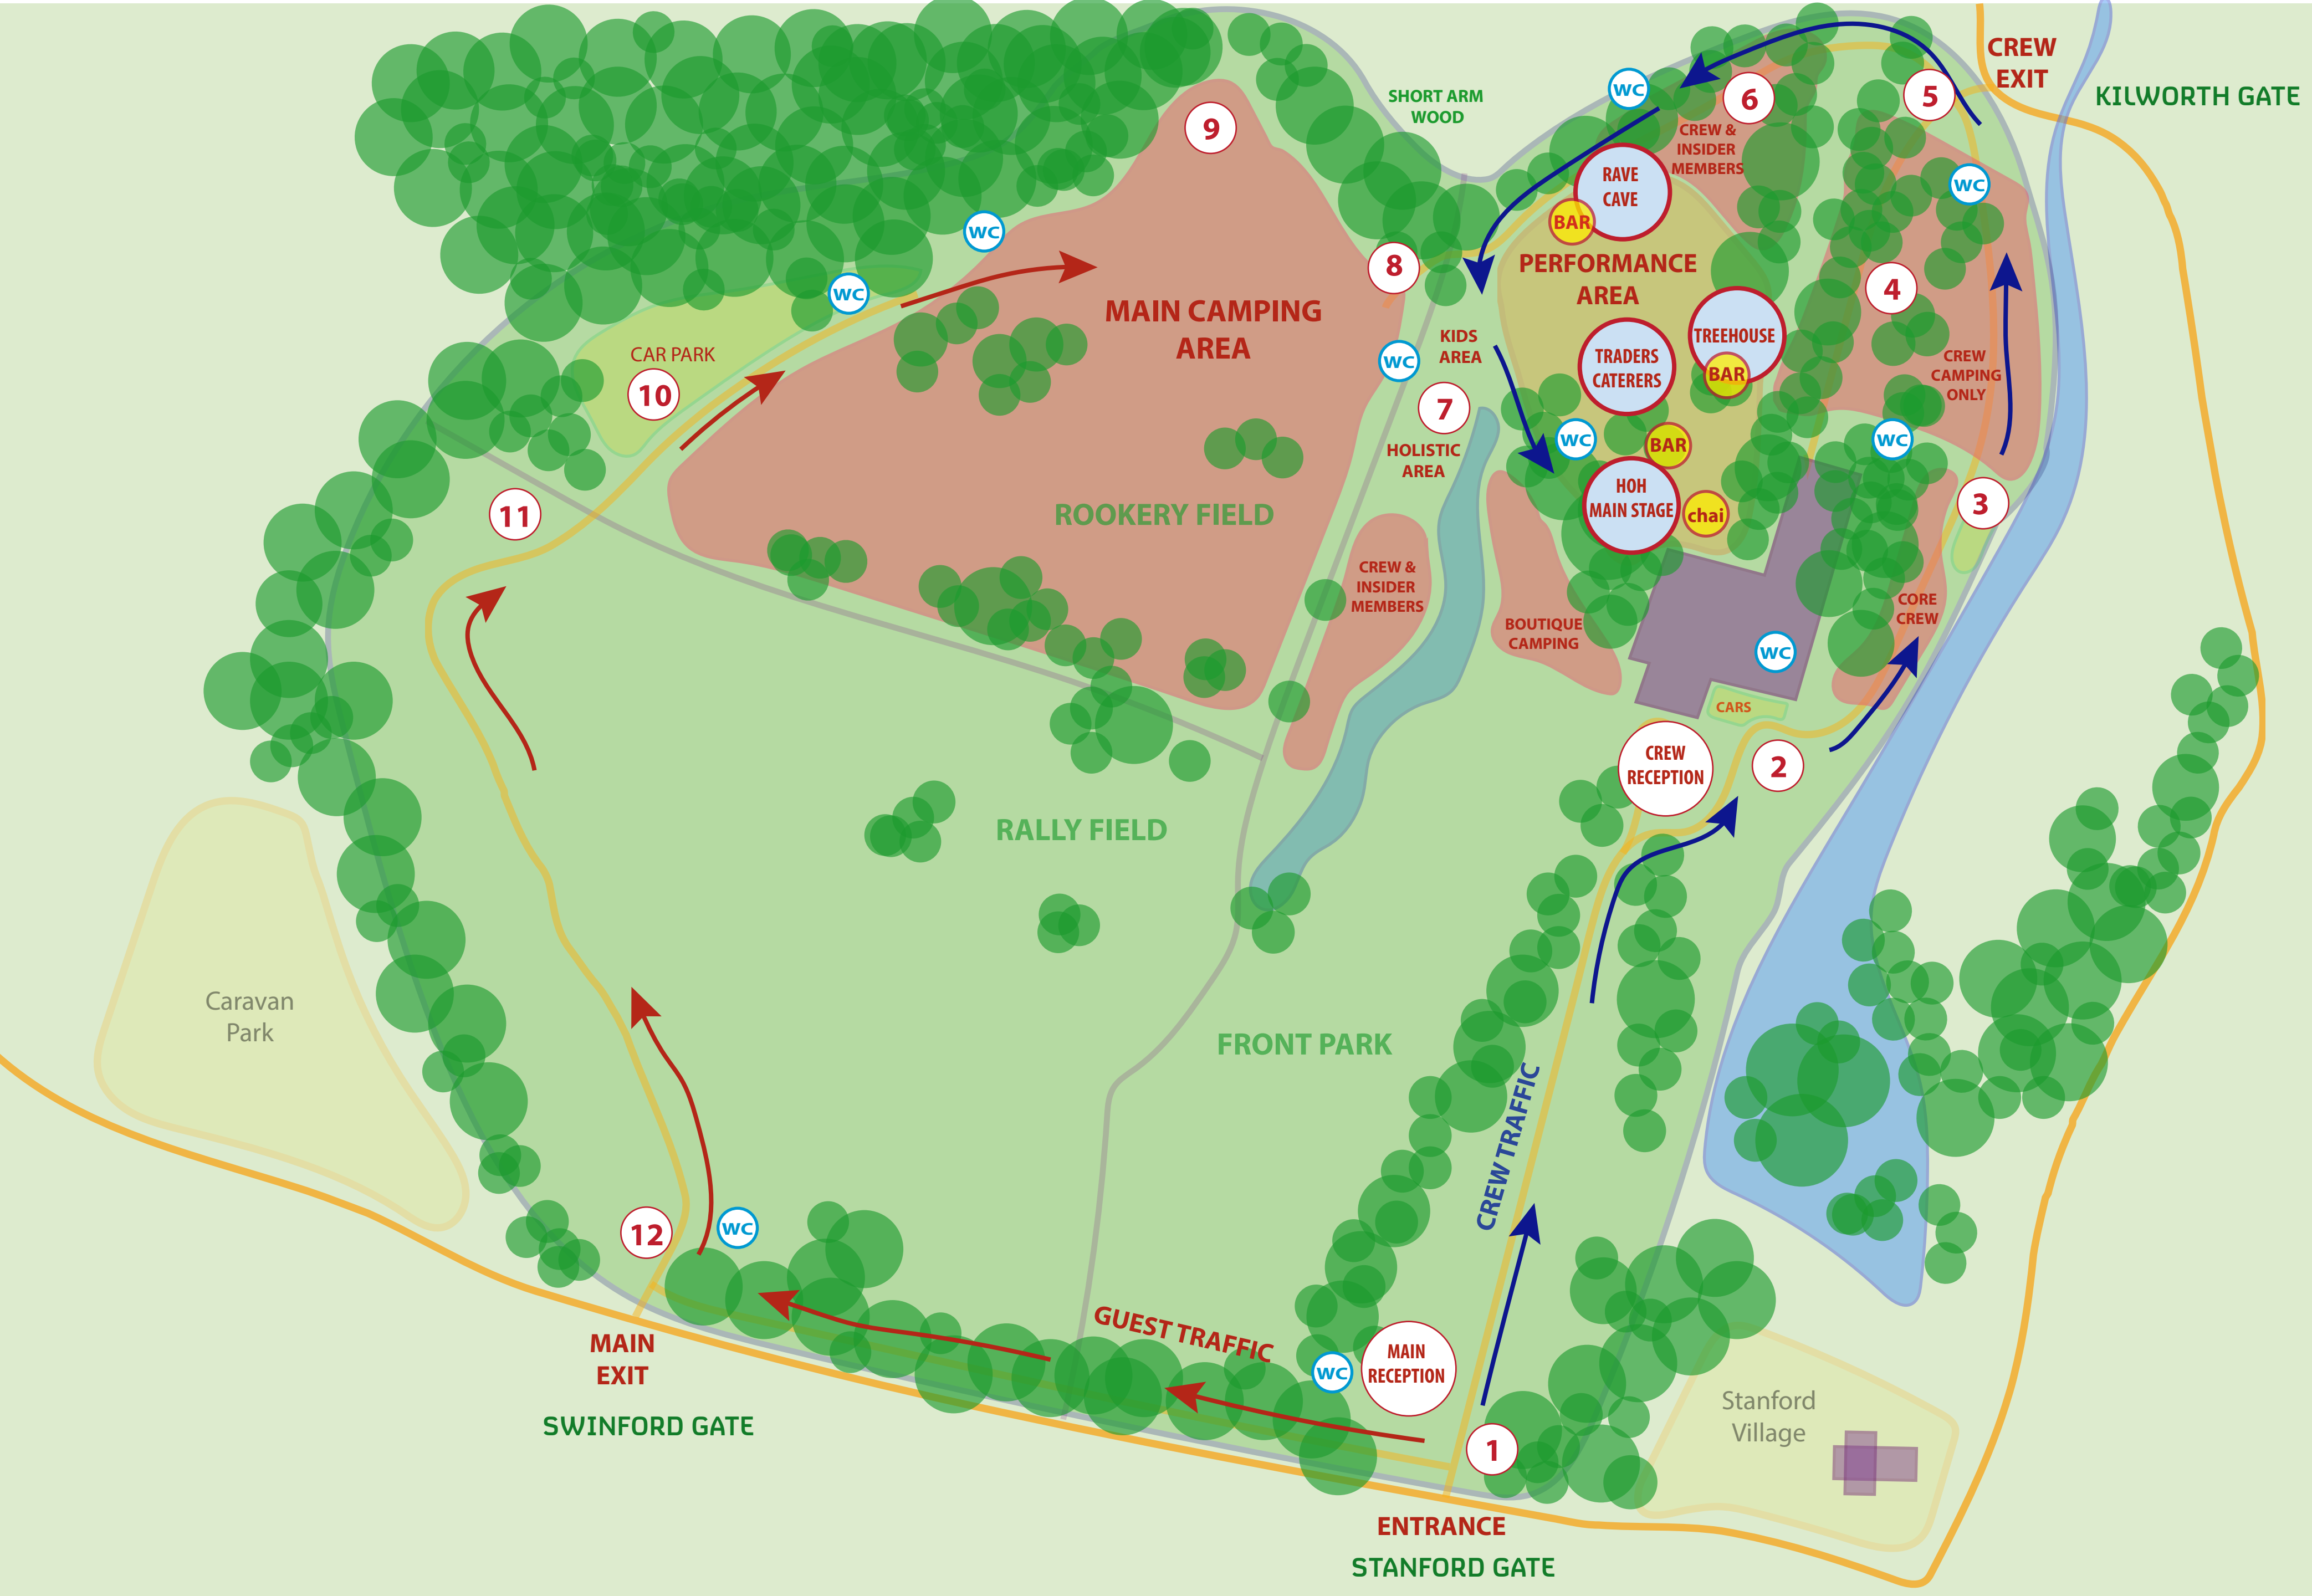 CREW
EXIT
KILWORTH GATE
SHORT ARM
WOOD
WC
6
5
9
CREW &
INSIDER
MEMBERS
RAVE
CAVE
BAR
WC
WC
8
PERFORMANCE
AREA
4
WC
MAIN CAMPING
AREA
KIDS
AREA
TREEHOUSE
TRADERS
CATERERS
BAR
CREW
CAMPING
ONLY
CAR PARK
10
WC
7
HOLISTIC
AREA
WC
BAR
WC
11
ROOKERY FIELD
HOH
MAIN STAGE
chai
3
CREW &
INSIDER
MEMBERS
BOUTIQUE
CAMPING
CORE
CREW
WC
CARS
CREW
RECEPTION
2
RALLY FIELD
Caravan
Park
FRONT PARK
CREW TRAFFIC
12
WC
GUEST TRAFFIC
MAIN
EXIT
SWINFORD GATE
WC
MAIN
RECEPTION
1
Stanford
Village
ENTRANCE
STANFORD GATE